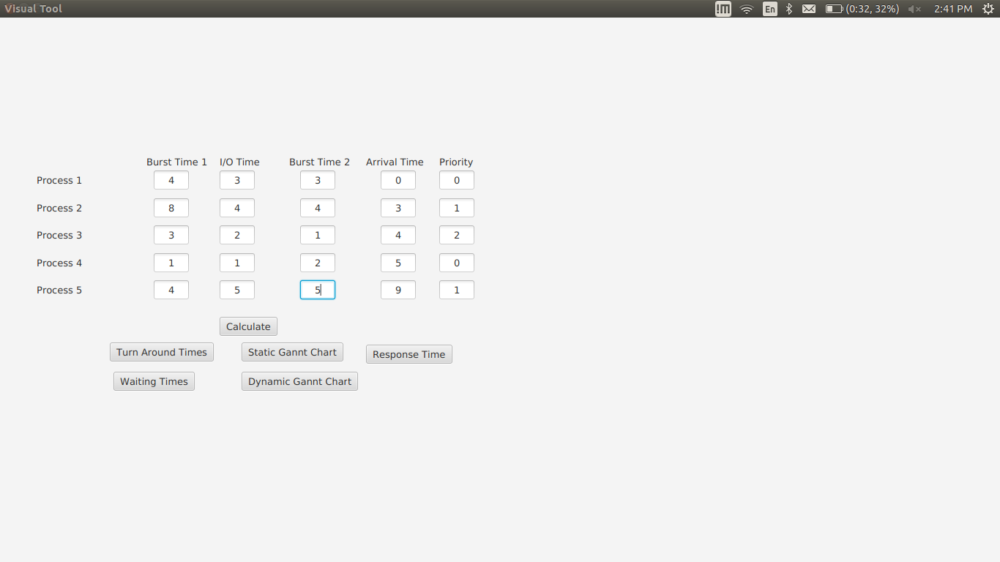 Visual Tool !M En (0:32, 32%) 2:41 PM
Burst Time 1 I/O Time Burst Time 2 Arrival Time Priority
Process 1 4 3 3 0 0
Process 2 8 4 4 3 1
Process 3 3 2 1 4 2
Process 4 1 1 2 5 0
Process 5 4 5 5 9 1
Calculate
Turn Around Times Static Gannt Chart Response Time
Waiting Times Dynamic Gannt Chart